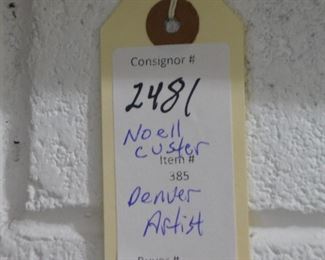 Consignor #
2481
Noell
Custer
Item #
385
Denver
Artist